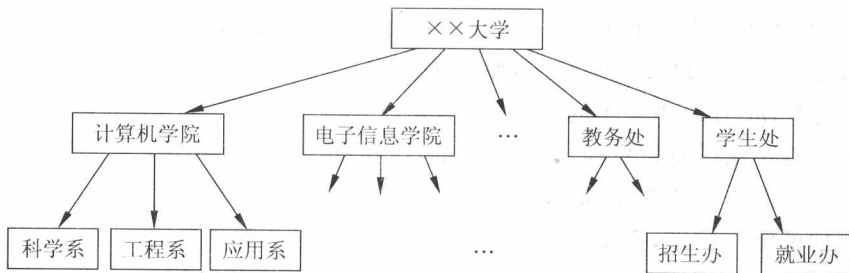 ××大学
计算机学院
电子信息学院
…
教务处
学生处
科学系
工程系
应用系
…
招生办
就业办